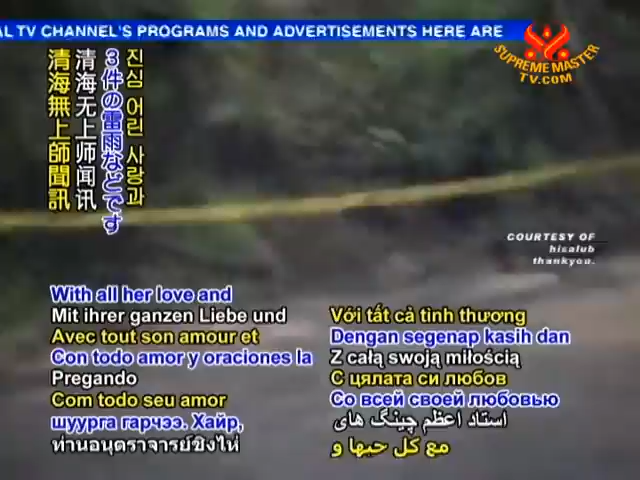 AL TV CHANNEL'S PROGRAMS AND ADVERTISEMENTS HERE ARE
SUPREME MASTER
TV.COM
진심 어린 사랑과
3件の雷雨などです
清海无上师闻讯
清海無上師聞訊
COURTESY OF
hisalub
thankyou.
With all her love and
Mit ihrer ganzen Liebe und
Avec tout son amour et
Con todo amor y oraciones la
Pregando
Com todo seu amor
шуурга гарчээ. Хайр,
ท่านอนุตราจารย์ชิงไห่
Với tất cả tình thương
Dengan segenap kasih dan
Z całą swoją miłością
С цялата си любов
Со всей своей любовью
استاد اعظم چینگ های
مع كل حبها و